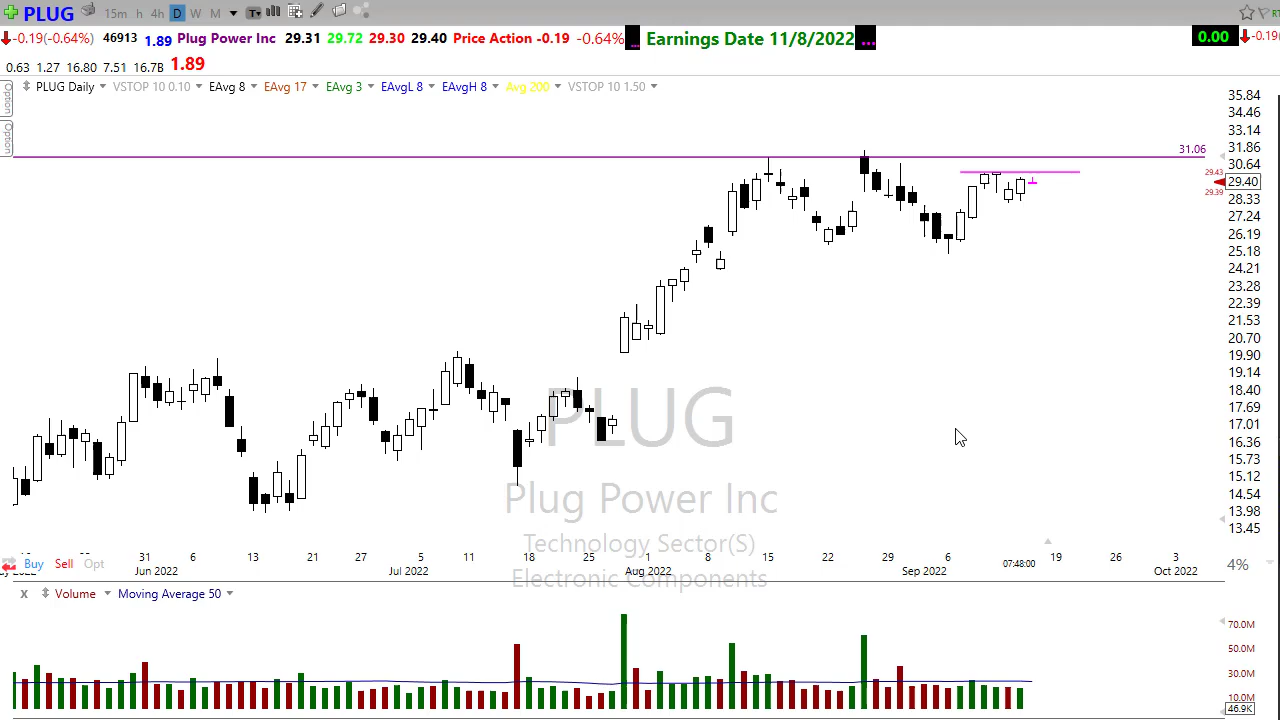 PLUG 15m h 4h D W M T
-0.19(-0.64%) 46913 1.89 Plug Power Inc 29.31 29.72 29.30 29.40 Price Action -0.19 -0.64% ... Earnings Date 11/8/2022 ... 0.00 -0.19
0.63 1.27 16.80 7.51 16.78 1.89
PLUG Daily VSTOP 10 0.10 EAvg 8 EAvg 17 EAvg 3 EAvgL 8 EAvgH 8 Avg 200 VSTOP 10 1.50
Option
Option
35.84
34.46
33.14
31.86
31.06
30.64
29.43
29.40
29.39
28.33
27.24
26.19
25.18
24.21
23.28
22.39
21.53
20.70
19.90
19.14
18.40
17.69
17.01
16.36
15.73
15.12
14.54
13.98
13.45
PLUG
Plug Power Inc
Technology Sector(S)
Electronic Components
31 6 13 21 27 5 11 18 25 1 8 15 22 29 6 07:48:00 19 26 3
Jun 2022 Jul 2022 Aug 2022 Sep 2022 Oct 2022
Buy Sell Opt
4%
X Volume Moving Average 50
70.0M
50.0M
30.0M
10.0M
46.9K